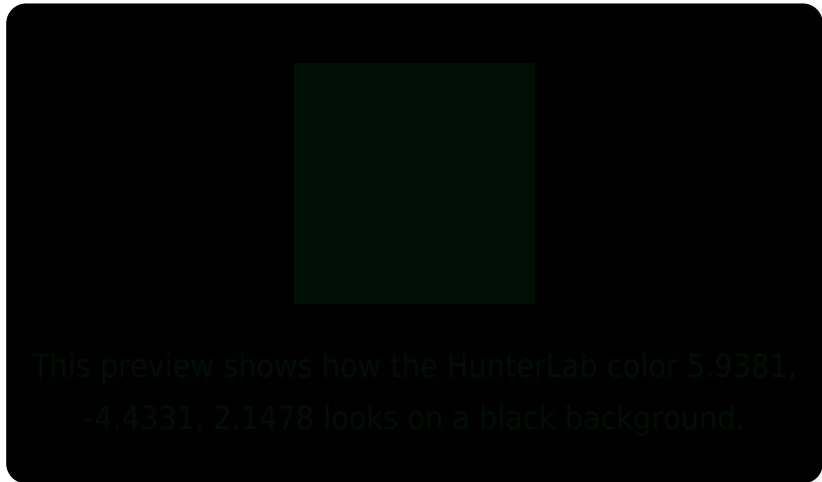 This preview shows how the HunterLab color 5.9381,
-4.4331, 2.1478 looks on a black background.